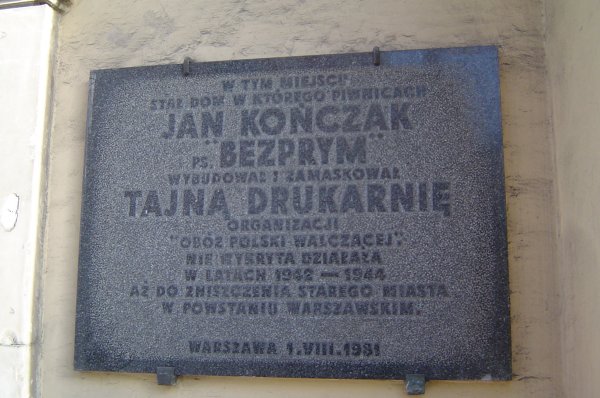 W TYM MIEJSCU
STAŁ DOM W KTÓREGO PIWNICACH
JAN KOŃCZAK
PS. "BEZPRYM"
WYBUDOWAŁ I ZAMASKOWAŁ
TAJNĄ DRUKARNIĘ
ORGANIZACJI
"OBÓZ POLSKI WALCZĄCEJ".
NIE WYKRYTA DZIAŁAŁA
W LATACH 1942 — 1944
AŻ DO ZNISZCZENIA STAREGO MIASTA
W POWSTANIU WARSZAWSKIM.
WARSZAWA 1.VIII.1981